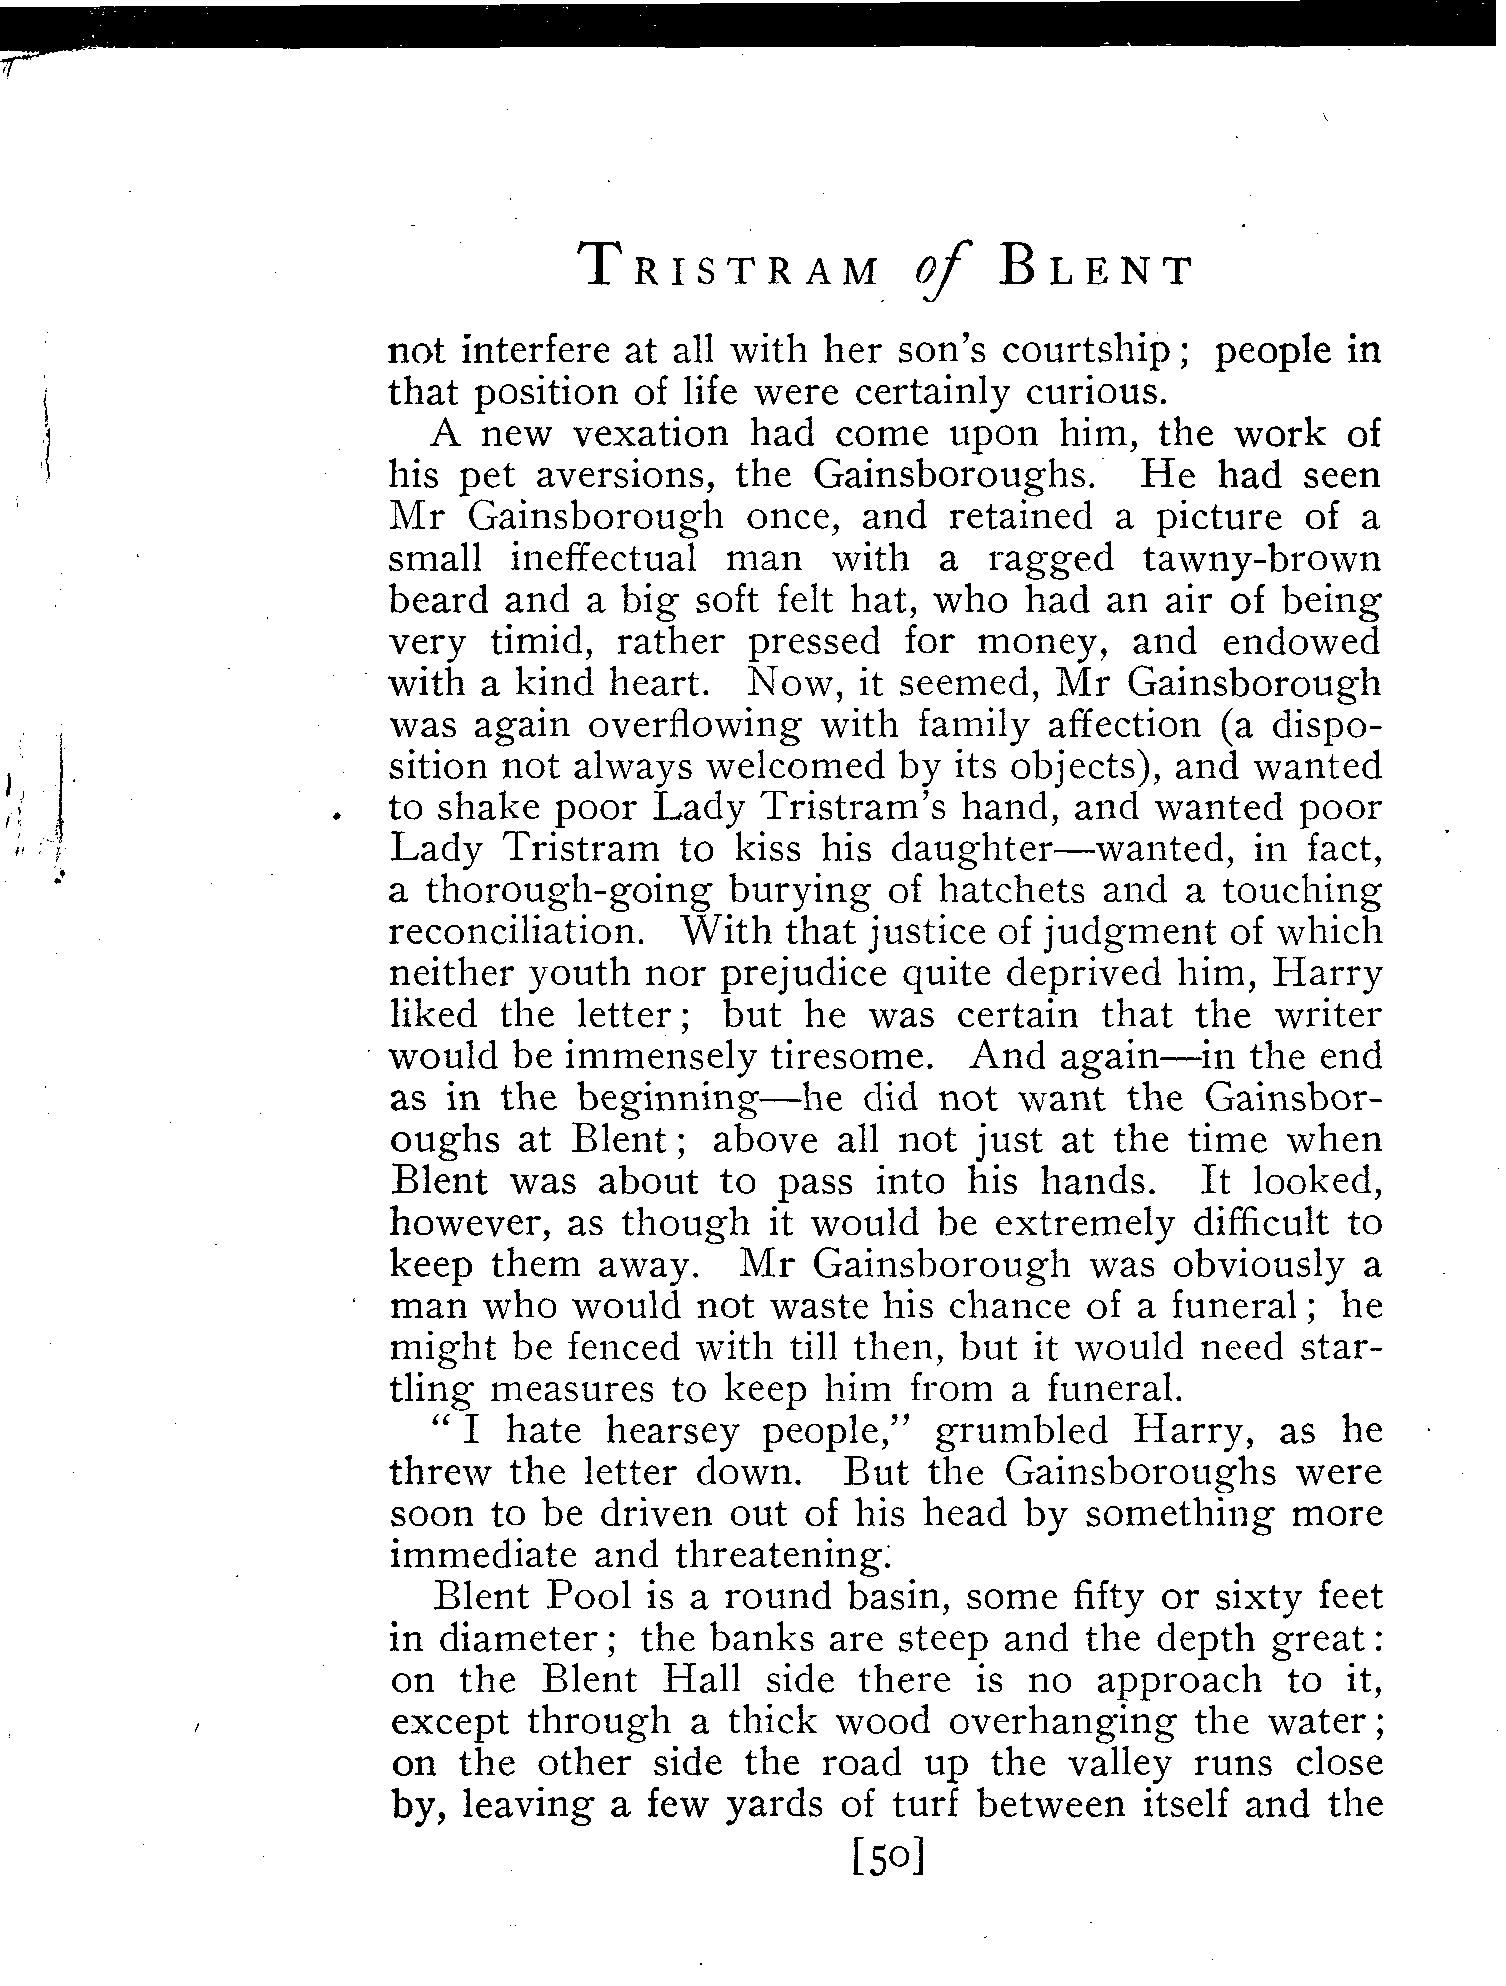 TRISTRAM of BLENT
not interfere at all with her son's courtship; people in
that position of life were certainly curious.
A new vexation had come upon him, the work of
his pet aversions, the Gainsboroughs. He had seen
Mr Gainsborough once, and retained a picture of a
small ineffectual man with a ragged tawny-brown
beard and a big soft felt hat, who had an air of being
very timid, rather pressed for money, and endowed
with a kind heart. Now, it seemed, Mr Gainsborough
was again overflowing with family affection (a dispo-
sition not always welcomed by its objects), and wanted
to shake poor Lady Tristram's hand, and wanted poor
Lady Tristram to kiss his daughter—wanted, in fact,
a thorough-going burying of hatchets and a touching
reconciliation. With that justice of judgment of which
neither youth nor prejudice quite deprived him, Harry
liked the letter; but he was certain that the writer
would be immensely tiresome. And again—in the end
as in the beginning—he did not want the Gainsbor-
oughs at Blent; above all not just at the time when
Blent was about to pass into his hands. It looked,
however, as though it would be extremely difficult to
keep them away. Mr Gainsborough was obviously a
man who would not waste his chance of a funeral; he
might be fenced with till then, but it would need star-
tling measures to keep him from a funeral.
"I hate hearsey people," grumbled Harry, as he
threw the letter down. But the Gainsboroughs were
soon to be driven out of his head by something more
immediate and threatening.
Blent Pool is a round basin, some fifty or sixty feet
in diameter; the banks are steep and the depth great:
on the Blent Hall side there is no approach to it,
except through a thick wood overhanging the water;
on the other side the road up the valley runs close
by, leaving a few yards of turf between itself and the
[50]